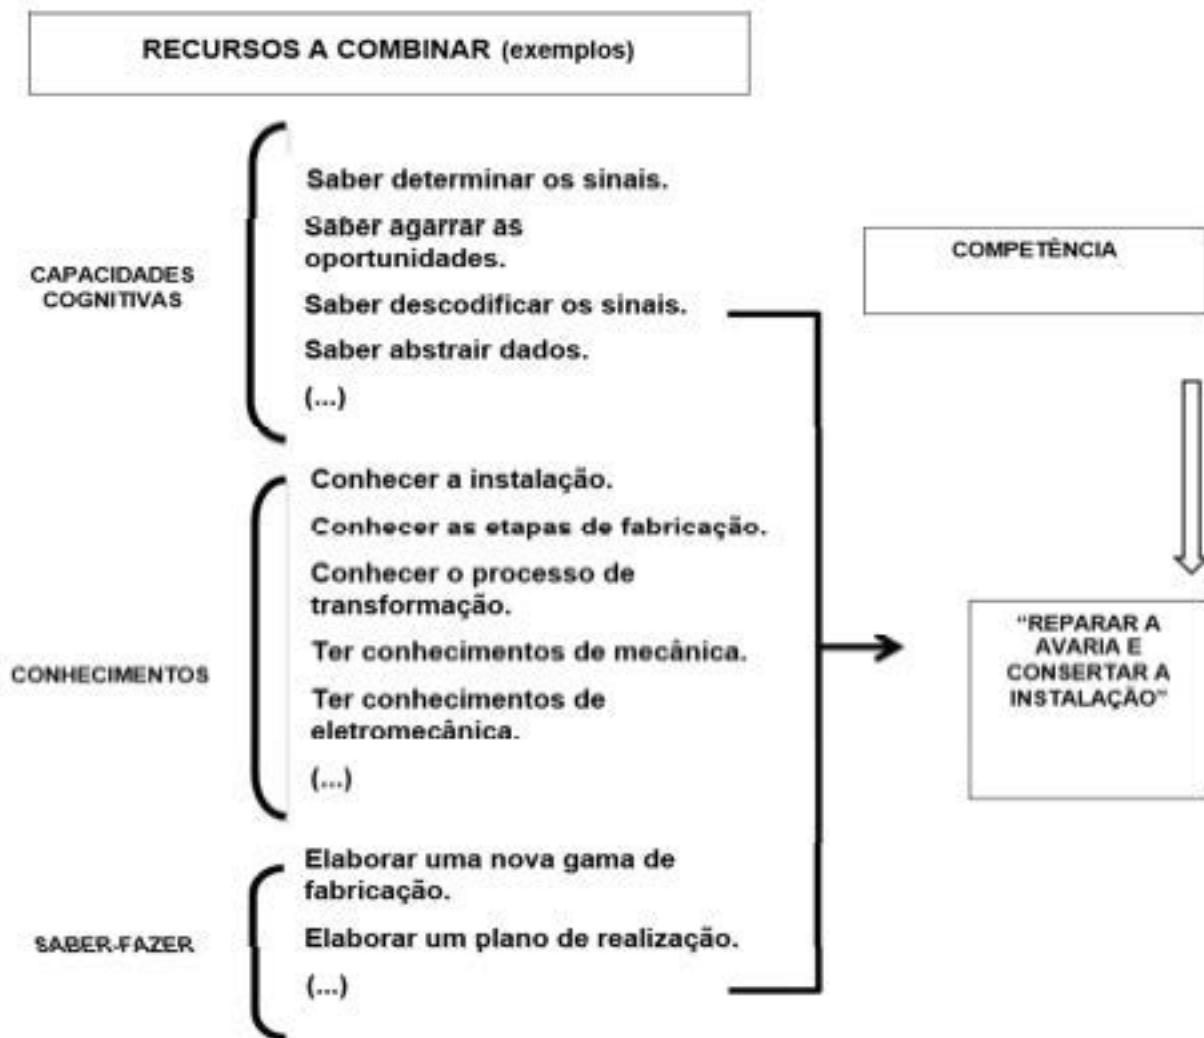 RECURSOS A COMBINAR (exemplos)
CAPACIDADES
COGNITIVAS
Saber determinar os sinais.
Saber agarrar as
oportunidades.
Saber descodificar os sinais.
Saber abstrair dados.
(...)
CONHECIMENTOS
Conhecer a instalação.
Conhecer as etapas de fabricação.
Conhecer o processo de
transformação.
Ter conhecimentos de mecânica.
Ter conhecimentos de
eletromecânica.
(...)
SABER-FAZER
Elaborar uma nova gama de
fabricação.
Elaborar um plano de realização.
(...)
COMPETÊNCIA
“REPARAR A
AVARIA E
CONSERTAR A
INSTALAÇÃO”